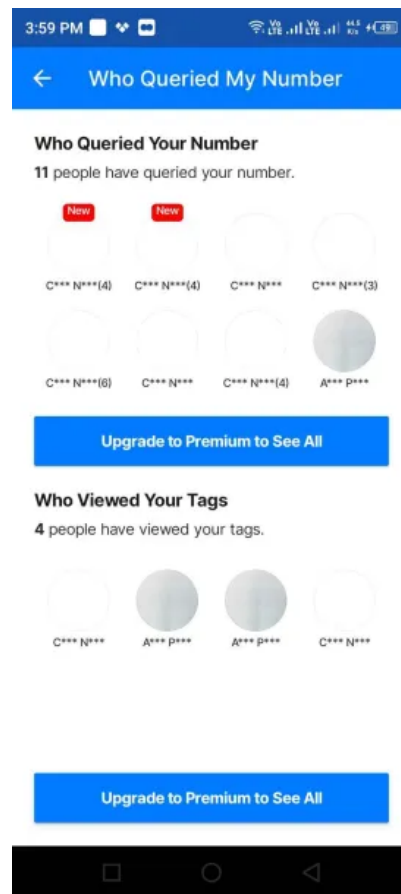 3:59 PM
Who Queried My Number
Who Queried Your Number
11 people have queried your number.
New New
C*** N***(4) C*** N***(4) C*** N*** C*** N***(3)
C*** N***(6) C*** N*** C*** N***(4) A*** P***
Upgrade to Premium to See All
Who Viewed Your Tags
4 people have viewed your tags.
C*** N*** A*** P*** A*** P*** C*** N***
Upgrade to Premium to See All